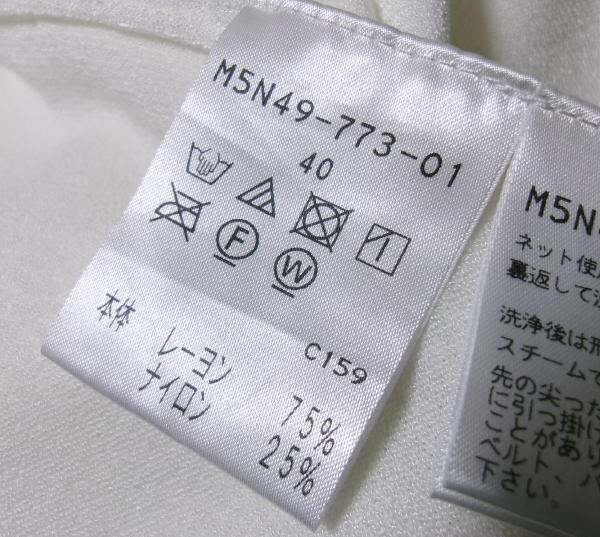 M5N49-773-01
40
F W
C159
本体
レーヨン 75%
ナイロン 25%
M5N
ネット使
裏返して
洗浄後は形
スチームで
先の尖った
に引っ掛け
ことがあり
ベルト、バ
下さい。